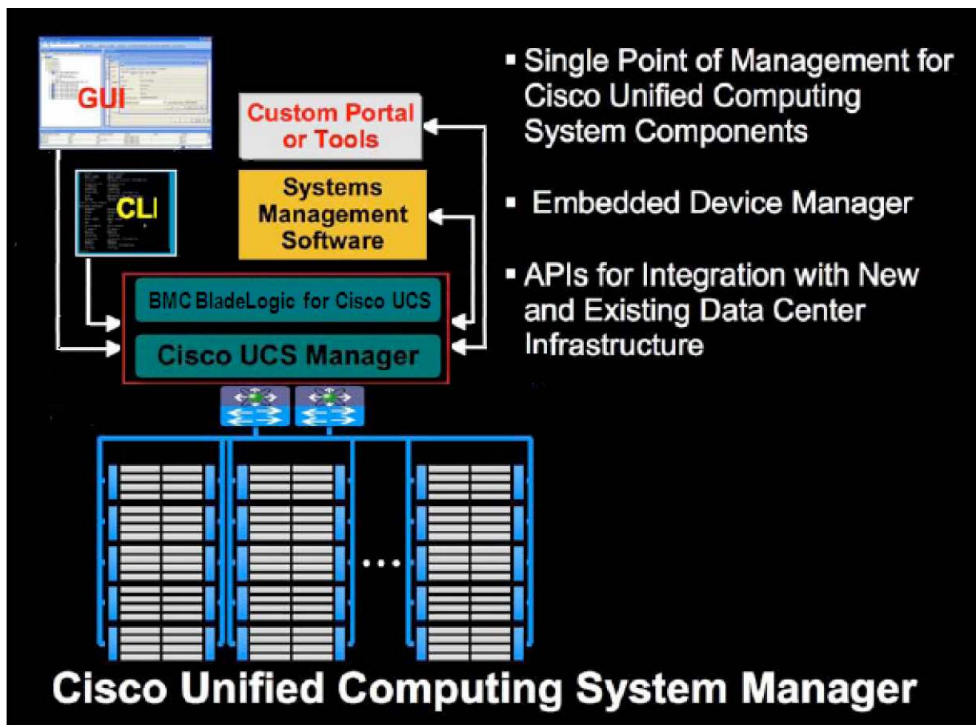 GUI
Custom Portal
or Tools
CLI
Systems
Management
Software
BMC BladeLogic for Cisco UCS
Cisco UCS Manager
▪ Single Point of Management for
Cisco Unified Computing
System Components
▪ Embedded Device Manager
▪ APIs for Integration with New
and Existing Data Center
Infrastructure
Cisco Unified Computing System Manager